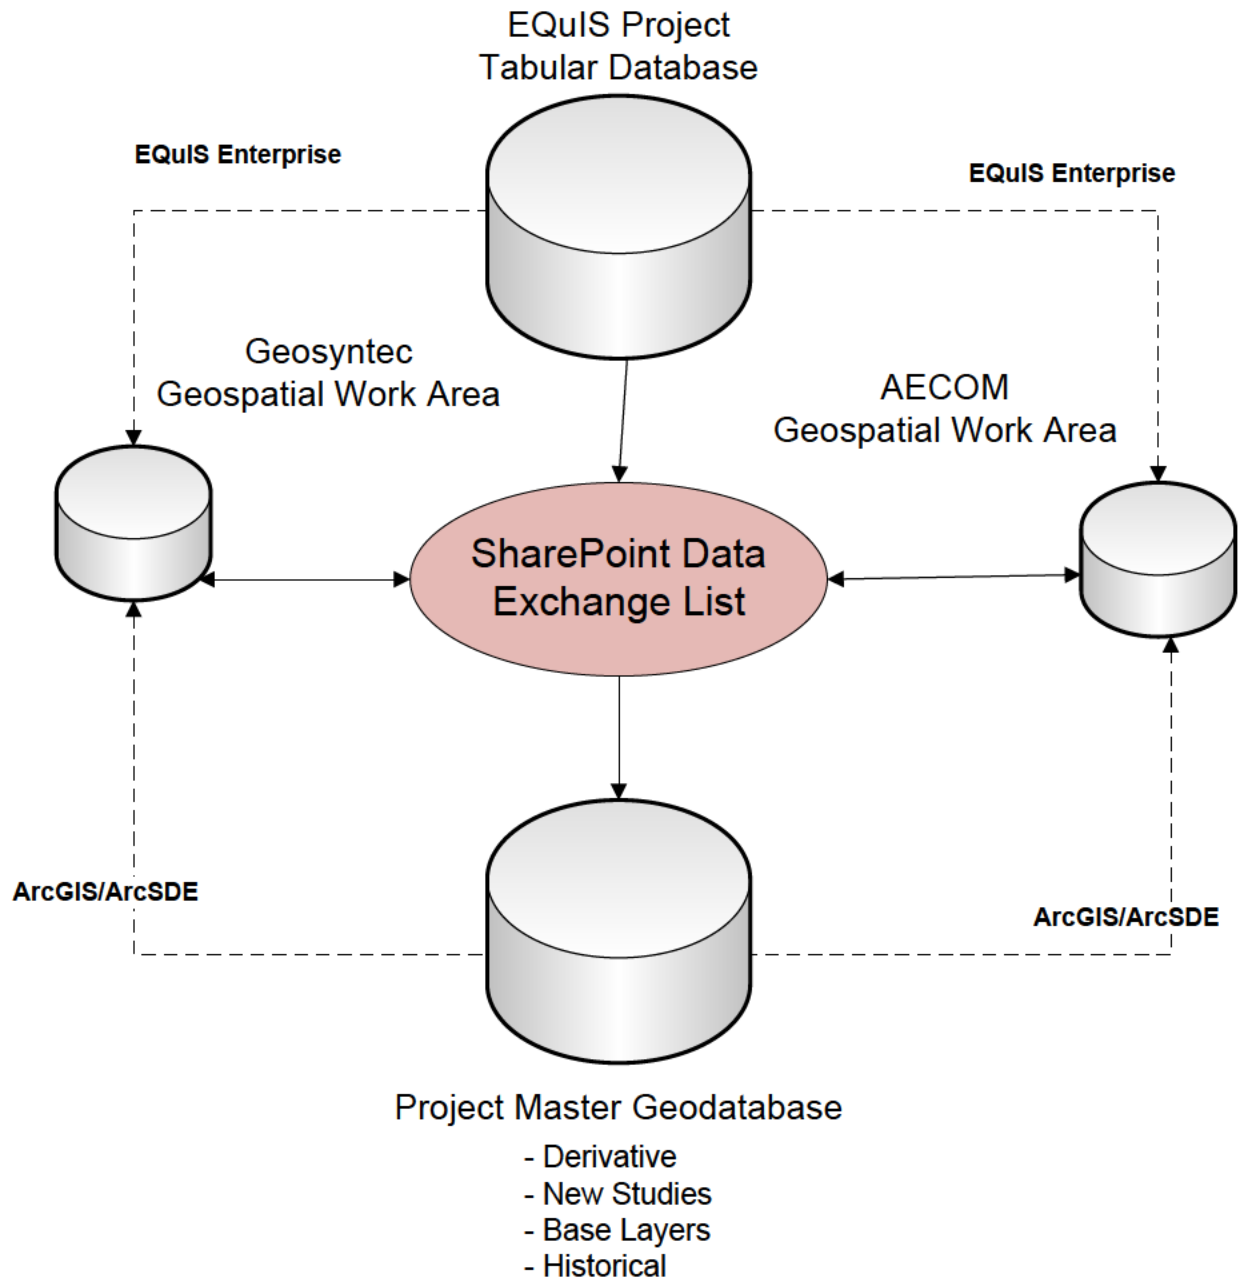 EQuIS Project
Tabular Database
EQuIS Enterprise
EQuIS Enterprise
Geosyntec
Geospatial Work Area
AECOM
Geospatial Work Area
SharePoint Data
Exchange List
ArcGIS/ArcSDE
ArcGIS/ArcSDE
Project Master Geodatabase
- Derivative
- New Studies
- Base Layers
- Historical